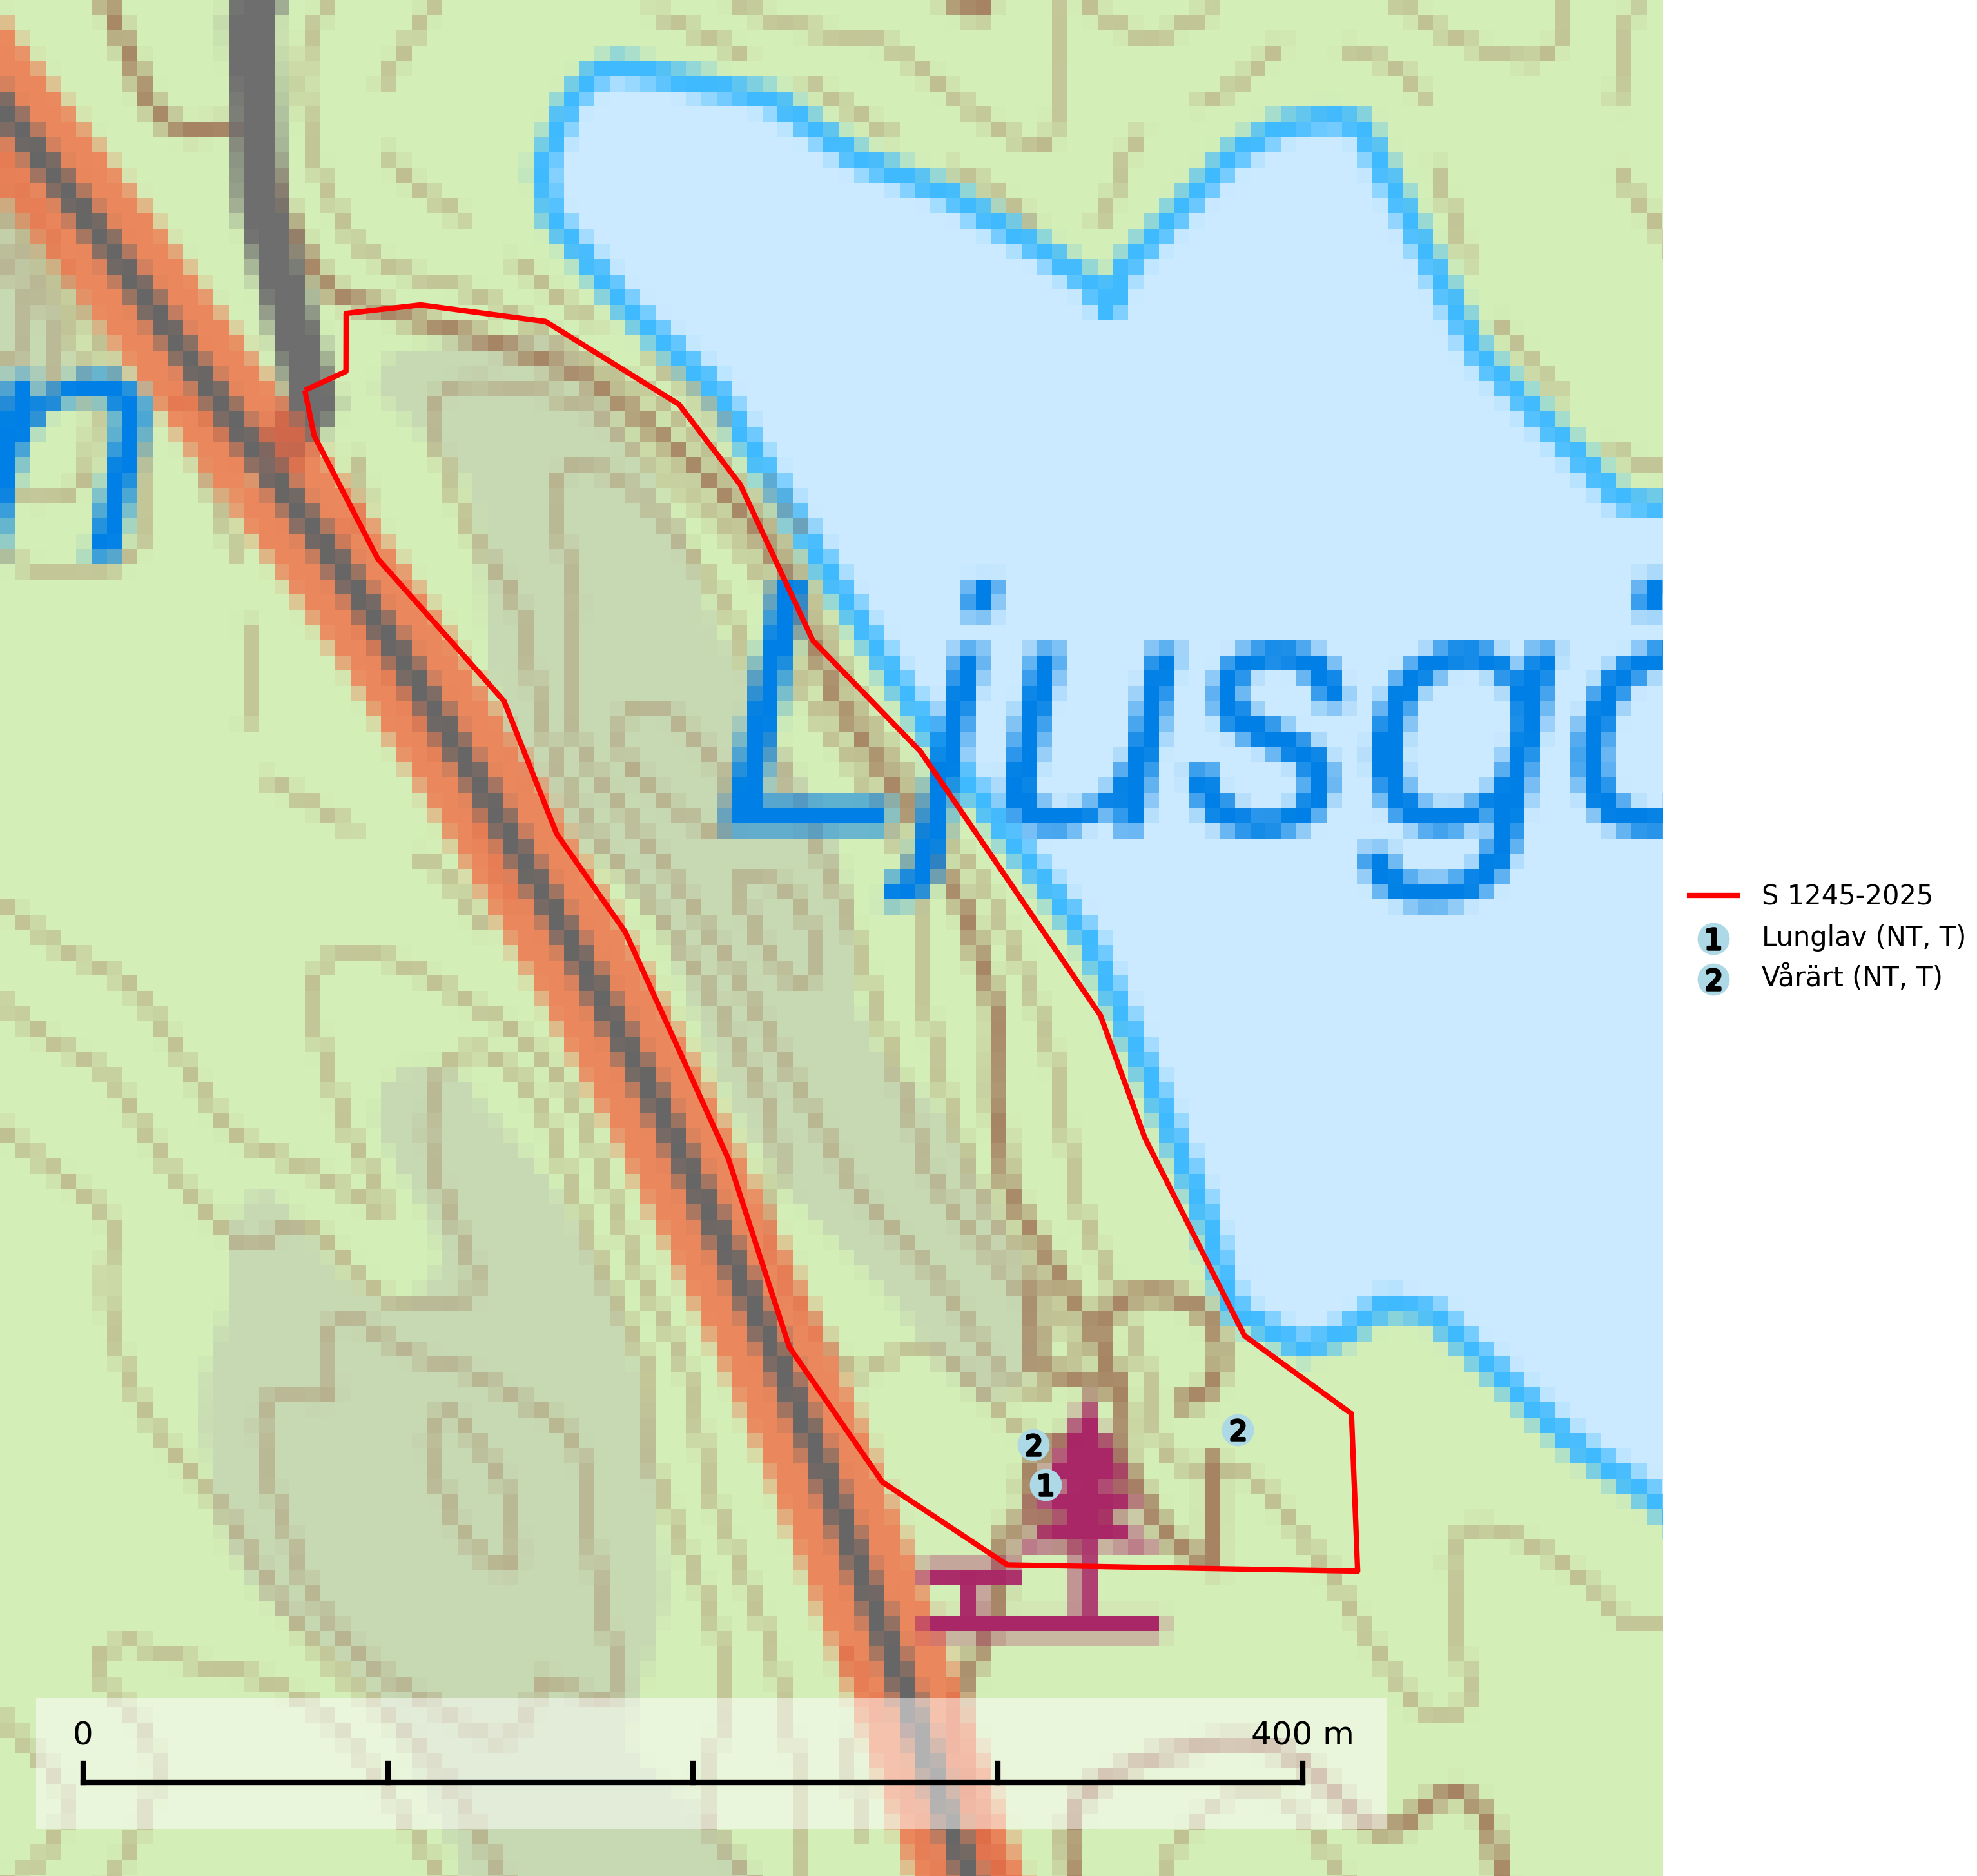 n
Ljusg
S 1245-2025
1 Lunglav (NT, T)
2 Vårärt (NT, T)
2
2
1
0
400 m